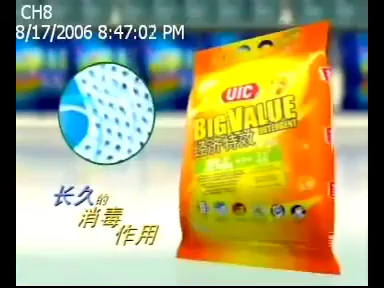 CH8
8/17/2006 8:47:02 PM
UIC
BIG VALUE
DETERGENT
经济特效
长久的
消毒
作用